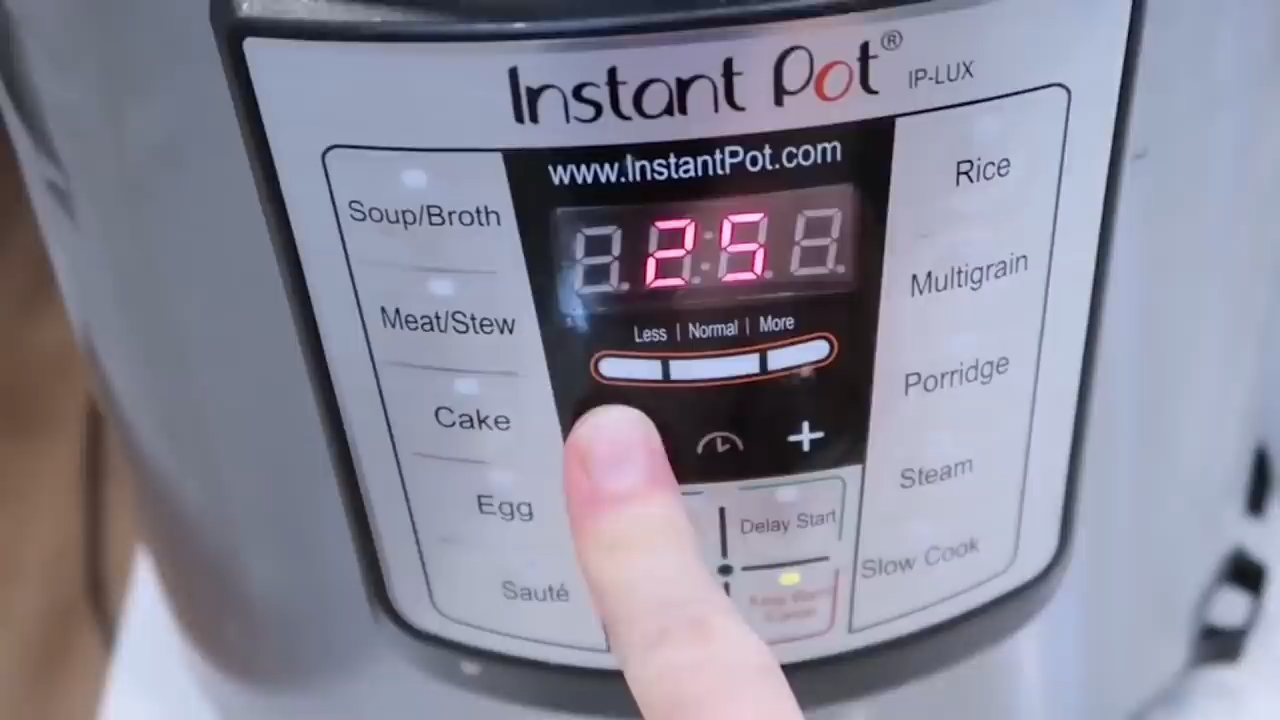 Instant Pot® IP-LUX
www.InstantPot.com
25
Less | Normal | More
+
Soup/Broth
Meat/Stew
Cake
Egg
Sauté
Rice
Multigrain
Porridge
Steam
Slow Cook
Delay Start